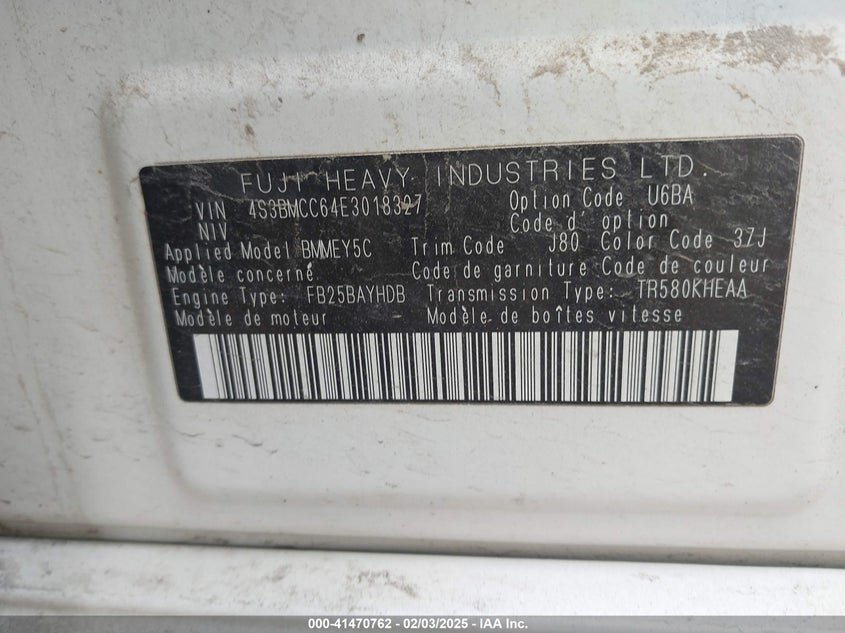 FUJI HEAVY INDUSTRIES LTD.
VIN 4S3BMCC64E3018327 Option Code U6BA
NIV Code d'option
Applied Model BMMEY5C Trim Code J80 Color Code 37J
Modèle concerné Code de garniture Code de couleur
Engine Type: FB25BAYHDB Transmission Type: TR580KHEAA
Modèle de moteur Modèle de boîtes vitesse
000-41470762 - 02/03/2025 - IAA Inc.